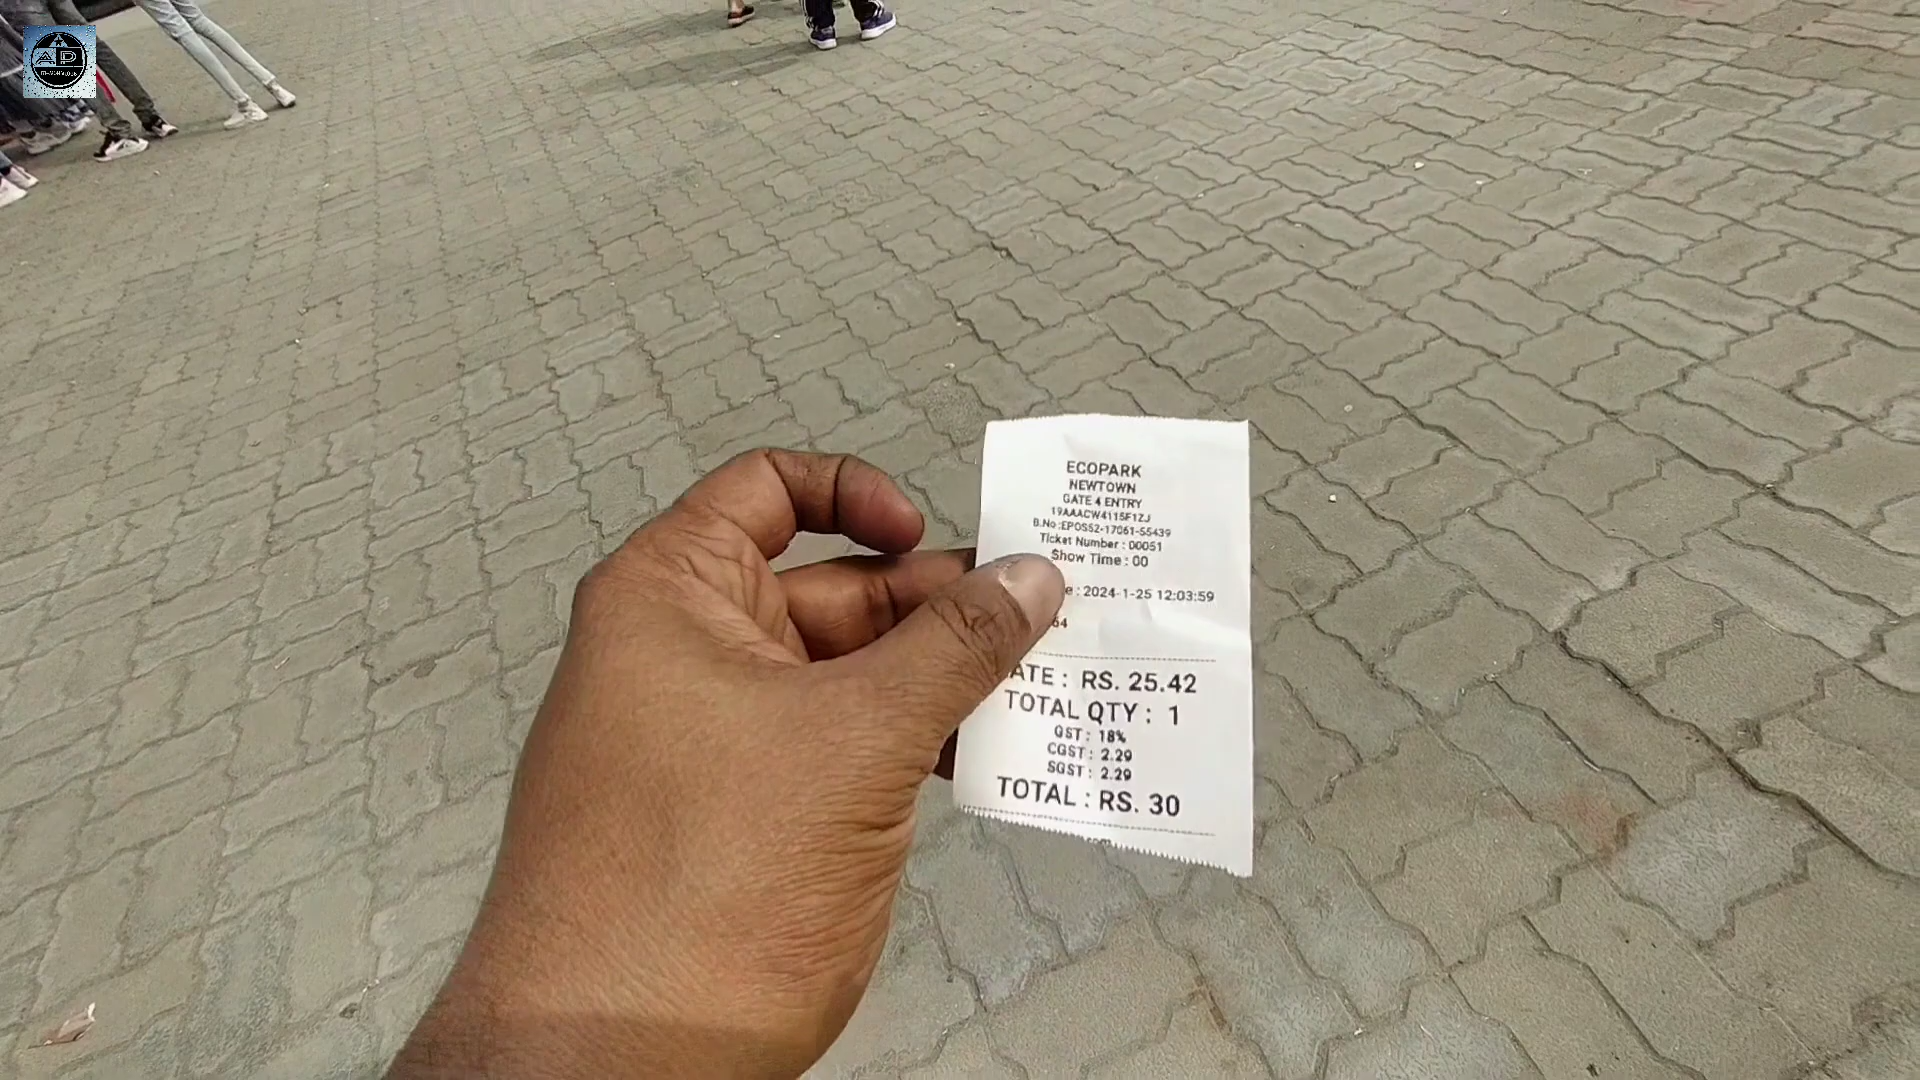 AAP
ECOPARK
NEWTOWN
GATE 4 ENTRY
19AAACW4115F1ZJ
B.No :EPOS52-17061-55439
Ticket Number : 00051
Show Time : 00
e : 2024-1-25 12:03:59
64
ATE : RS. 25.42
TOTAL QTY : 1
GST : 18%
CGST : 2.29
SGST : 2.29
TOTAL : RS. 30